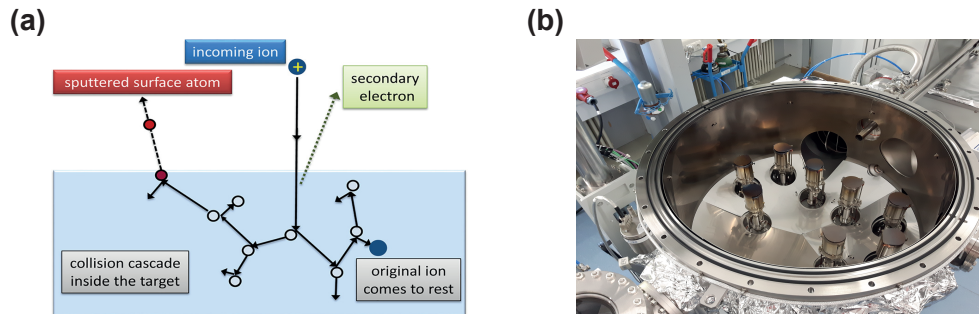 (a)
incoming ion
+
sputtered surface atom
secondary
electron
collision cascade
inside the target
original ion
comes to rest
(b)